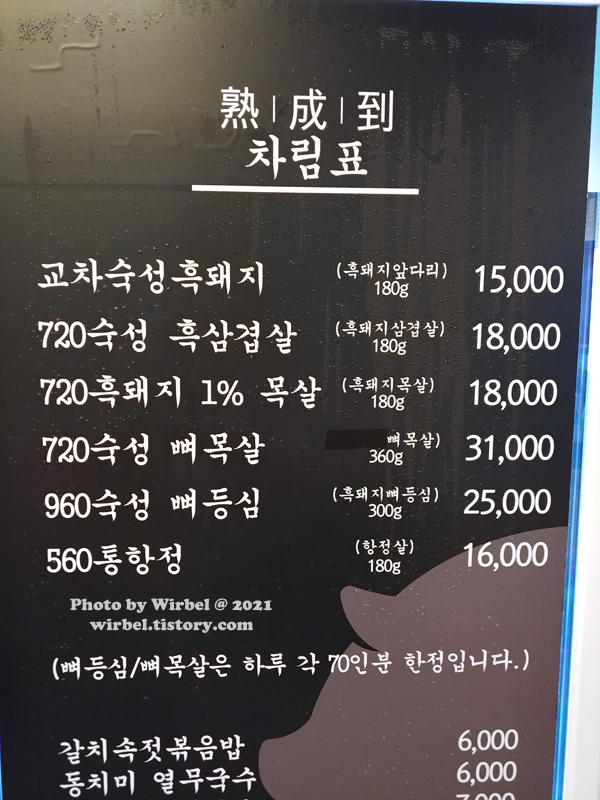 熟|成|到
차림표
교차숙성흑돼지 (흑돼지앞다리) 180g 15,000
720숙성 흑삼겹살 (흑돼지삼겹살) 180g 18,000
720흑돼지 1% 목살 (흑돼지목살) 180g 18,000
720숙성 뼈목살 뼈목살) 360g 31,000
960숙성 뼈등심 (흑돼지뼈등심) 300g 25,000
560통항정 (항정살) 180g 16,000
Photo by Wirbel @ 2021
wirbel.tistory.com
(뼈등심/뼈목살은 하루 각 70인분 한정입니다.)
갈치속젓볶음밥 6,000
동치미 열무국수 6,000